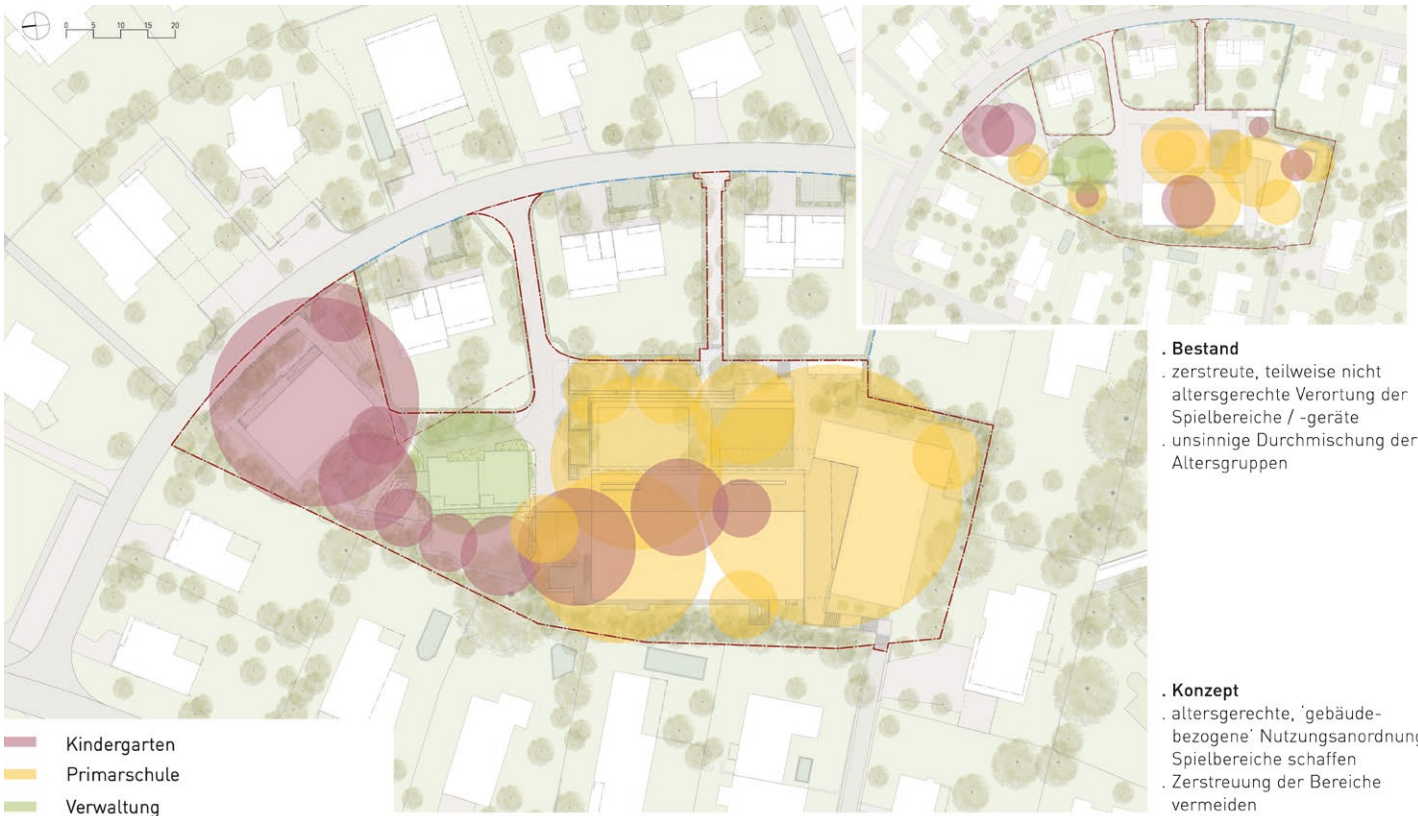 0 5 10 15 20
. Bestand
. zerstreute, teilweise nicht
altersgerechte Verortung der
Spielbereiche / -geräte
. unsinnige Durchmischung der
Altersgruppen
. Konzept
. altersgerechte, 'gebäude-
bezogene' Nutzungsanordnung
Spielbereiche schaffen
. Zerstreuung der Bereiche
vermeiden
Kindergarten
Primarschule
Verwaltung